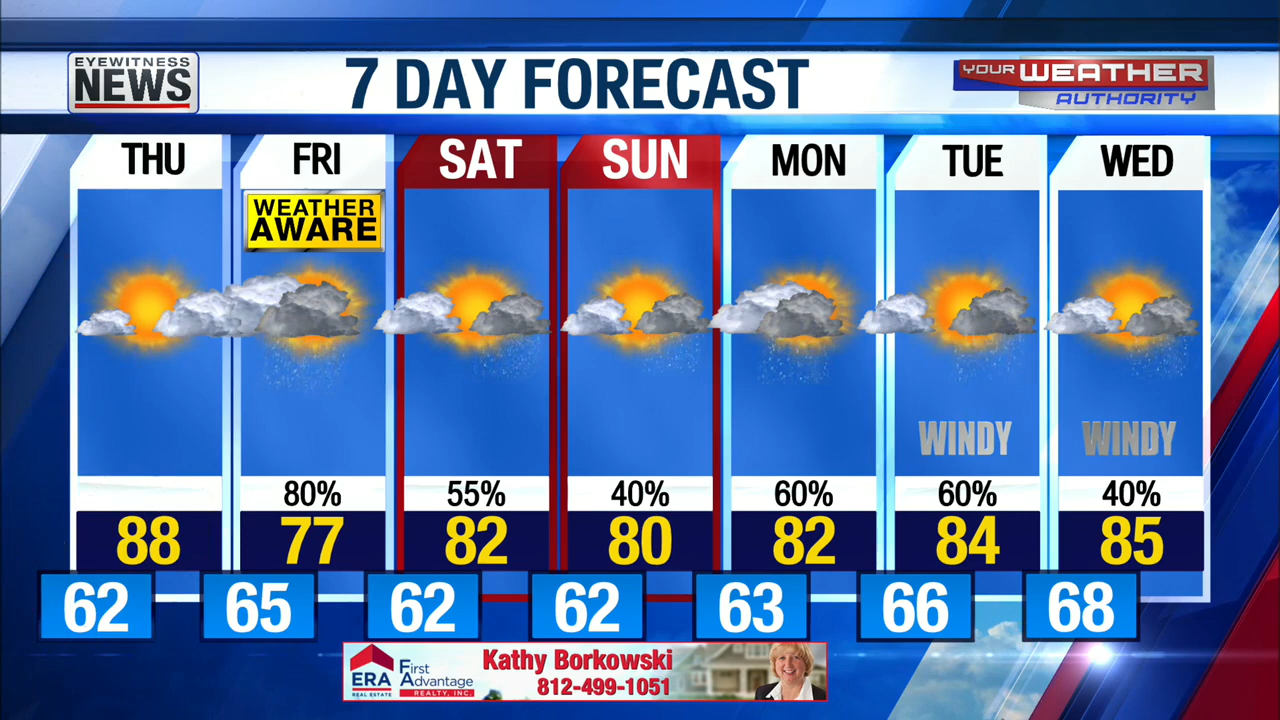 EYEWITNESS
NEWS
7 DAY FORECAST
YOUR WEATHER
AUTHORITY
THU FRI SAT SUN MON TUE WED
WEATHER
AWARE
WINDY WINDY
80% 55% 40% 60% 60% 40%
88 77 82 80 82 84 85
62 65 62 62 63 66 68
ERA
REAL ESTATE
First
Advantage
REALTY, INC.
Kathy Borkowski
812-499-1051